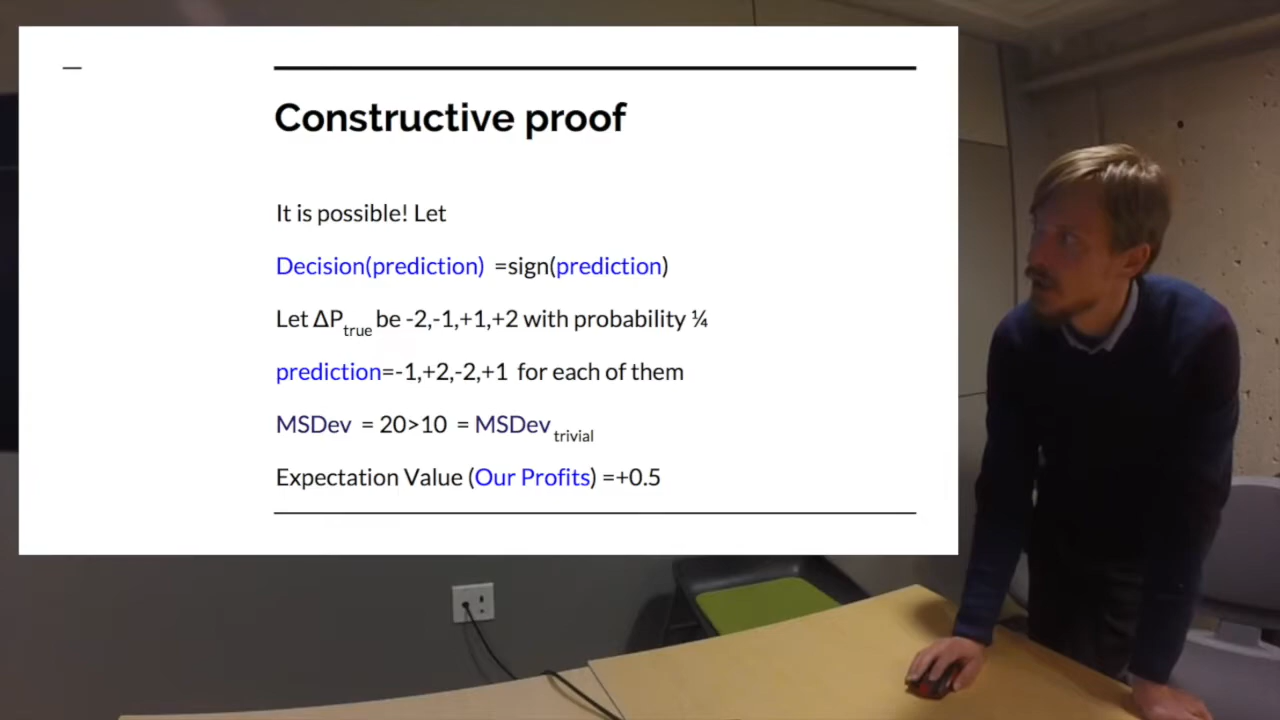 Constructive proof
It is possible! Let
Decision(prediction) =sign(prediction)
Let ΔPtrue be -2,-1,+1,+2 with probability ¼
prediction=-1,+2,-2,+1 for each of them
MSDev = 20>10 = MSDevtrivial
Expectation Value (Our Profits) =+0.5